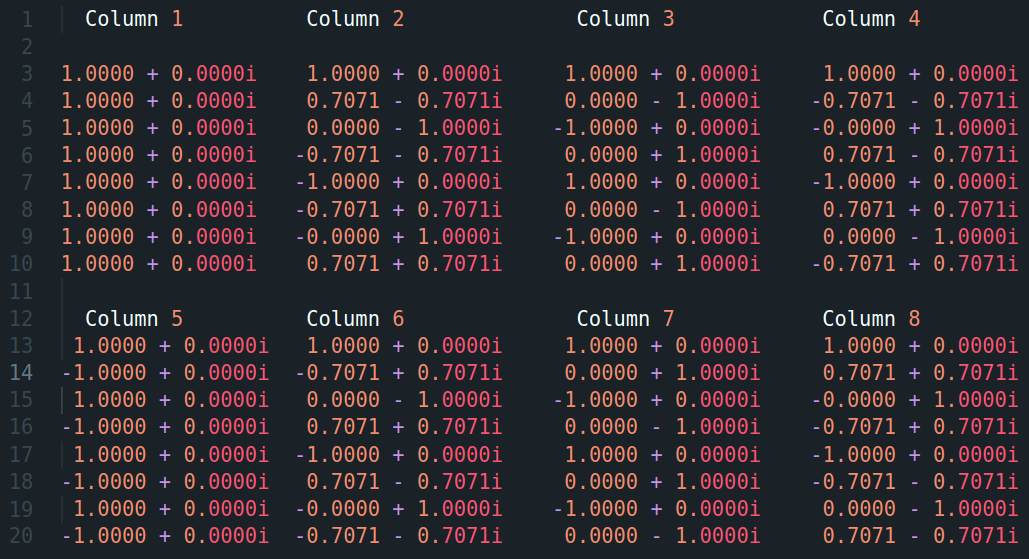 1 Column 1 Column 2 Column 3 Column 4
2
3 1.0000 + 0.0000i 1.0000 + 0.0000i 1.0000 + 0.0000i 1.0000 + 0.0000i
4 1.0000 + 0.0000i 0.7071 - 0.7071i 0.0000 - 1.0000i -0.7071 - 0.7071i
5 1.0000 + 0.0000i 0.0000 - 1.0000i -1.0000 + 0.0000i -0.0000 + 1.0000i
6 1.0000 + 0.0000i -0.7071 - 0.7071i 0.0000 + 1.0000i 0.7071 - 0.7071i
7 1.0000 + 0.0000i -1.0000 + 0.0000i 1.0000 + 0.0000i -1.0000 + 0.0000i
8 1.0000 + 0.0000i -0.7071 + 0.7071i 0.0000 - 1.0000i 0.7071 + 0.7071i
9 1.0000 + 0.0000i -0.0000 + 1.0000i -1.0000 + 0.0000i 0.0000 - 1.0000i
10 1.0000 + 0.0000i 0.7071 + 0.7071i 0.0000 + 1.0000i -0.7071 + 0.7071i
11
12 Column 5 Column 6 Column 7 Column 8
13 1.0000 + 0.0000i 1.0000 + 0.0000i 1.0000 + 0.0000i 1.0000 + 0.0000i
14 -1.0000 + 0.0000i -0.7071 + 0.7071i 0.0000 + 1.0000i 0.7071 + 0.7071i
15 1.0000 + 0.0000i 0.0000 - 1.0000i -1.0000 + 0.0000i -0.0000 + 1.0000i
16 -1.0000 + 0.0000i 0.7071 + 0.7071i 0.0000 - 1.0000i -0.7071 + 0.7071i
17 1.0000 + 0.0000i -1.0000 + 0.0000i 1.0000 + 0.0000i -1.0000 + 0.0000i
18 -1.0000 + 0.0000i 0.7071 - 0.7071i 0.0000 + 1.0000i -0.7071 - 0.7071i
19 1.0000 + 0.0000i -0.0000 + 1.0000i -1.0000 + 0.0000i 0.0000 - 1.0000i
20 -1.0000 + 0.0000i -0.7071 - 0.7071i 0.0000 - 1.0000i 0.7071 - 0.7071i